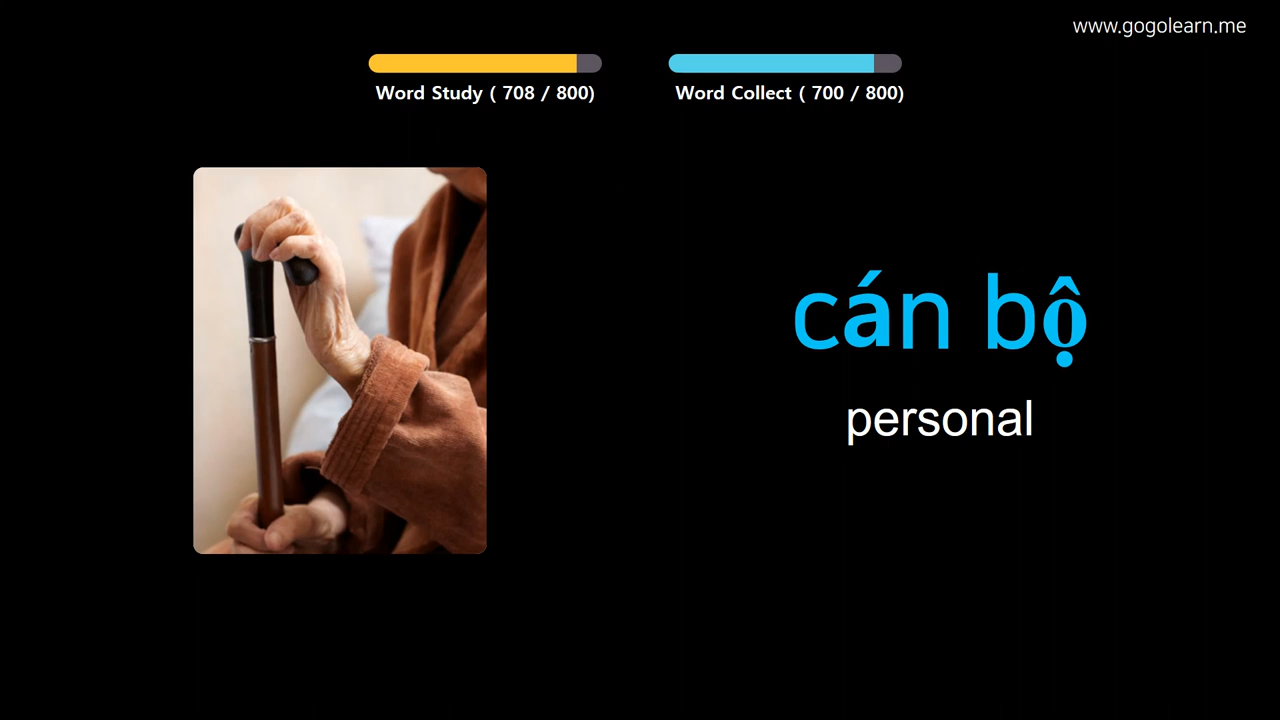 www.gogolearn.me
Word Study ( 708 / 800)
Word Collect ( 700 / 800)
cán bộ
personal